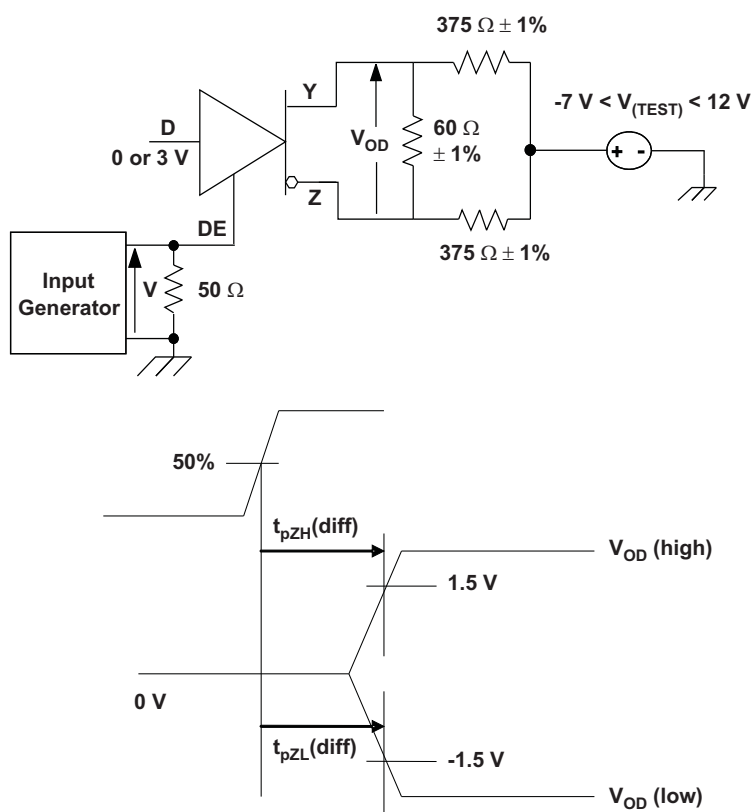 375 Ω ± 1%
-7 V < V(TEST) < 12 V
Y
D
0 or 3 V
VOD
60 Ω
± 1%
Z
DE
375 Ω ± 1%
Input
Generator
V
50 Ω
50%
tpZH(diff)
VOD (high)
1.5 V
0 V
tpZL(diff)
-1.5 V
VOD (low)